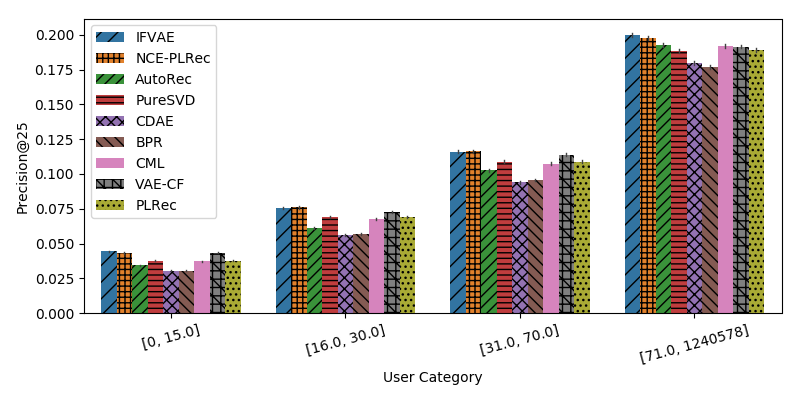 0.200
0.175
0.150
0.125
0.100
0.075
0.050
0.025
0.000
Precision@25
IFVAE
NCE-PLRec
AutoRec
PureSVD
CDAE
BPR
CML
VAE-CF
PLRec
[0, 15.0]
[16.0, 30.0]
[31.0, 70.0]
[71.0, 1240578]
User Category